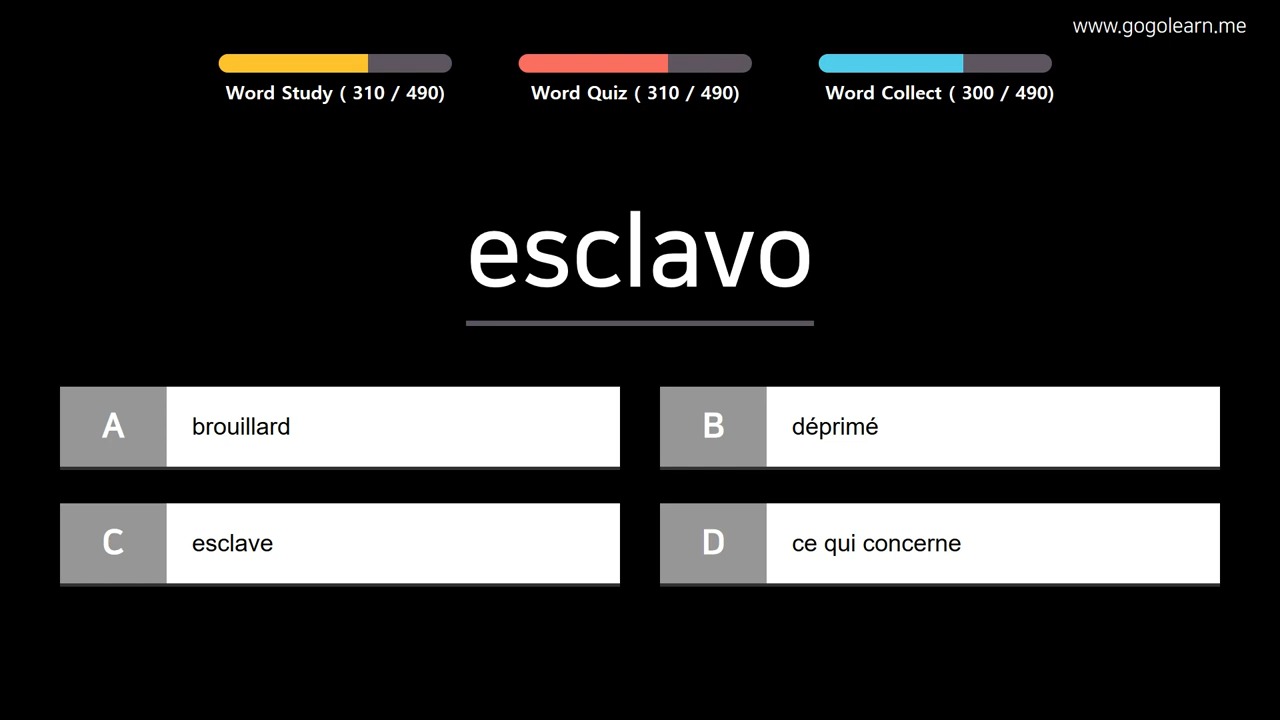 www.gogolearn.me
Word Study ( 310 / 490)
Word Quiz ( 310 / 490)
Word Collect ( 300 / 490)
esclavo
A brouillard
B déprimé
C esclave
D ce qui concerne